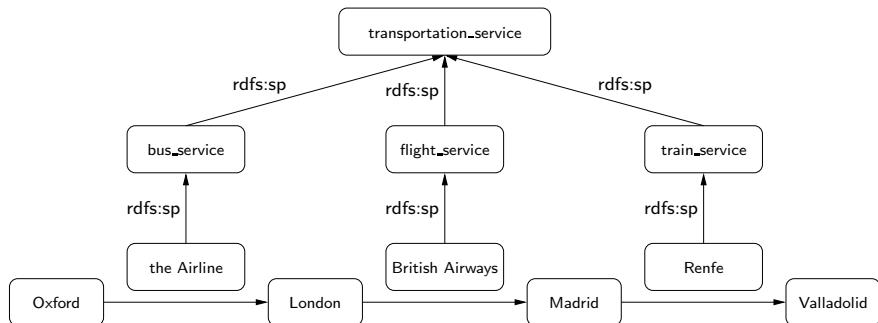 transportation_service
rdfs:sp
rdfs:sp
rdfs:sp
bus_service
flight_service
train_service
rdfs:sp
rdfs:sp
rdfs:sp
the Airline
British Airways
Renfe
Oxford
London
Madrid
Valladolid